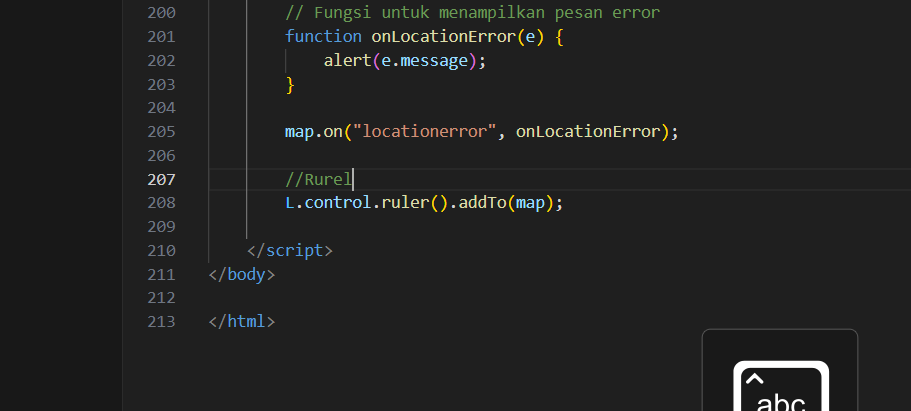 200 // Fungsi untuk menampilkan pesan error
201 function onLocationError(e) {
202 alert(e.message);
203 }
204
205 map.on("locationerror", onLocationError);
206
207 //Rurel
208 L.control.ruler().addTo(map);
209
210 </script>
211 </body>
212
213 </html>
abc